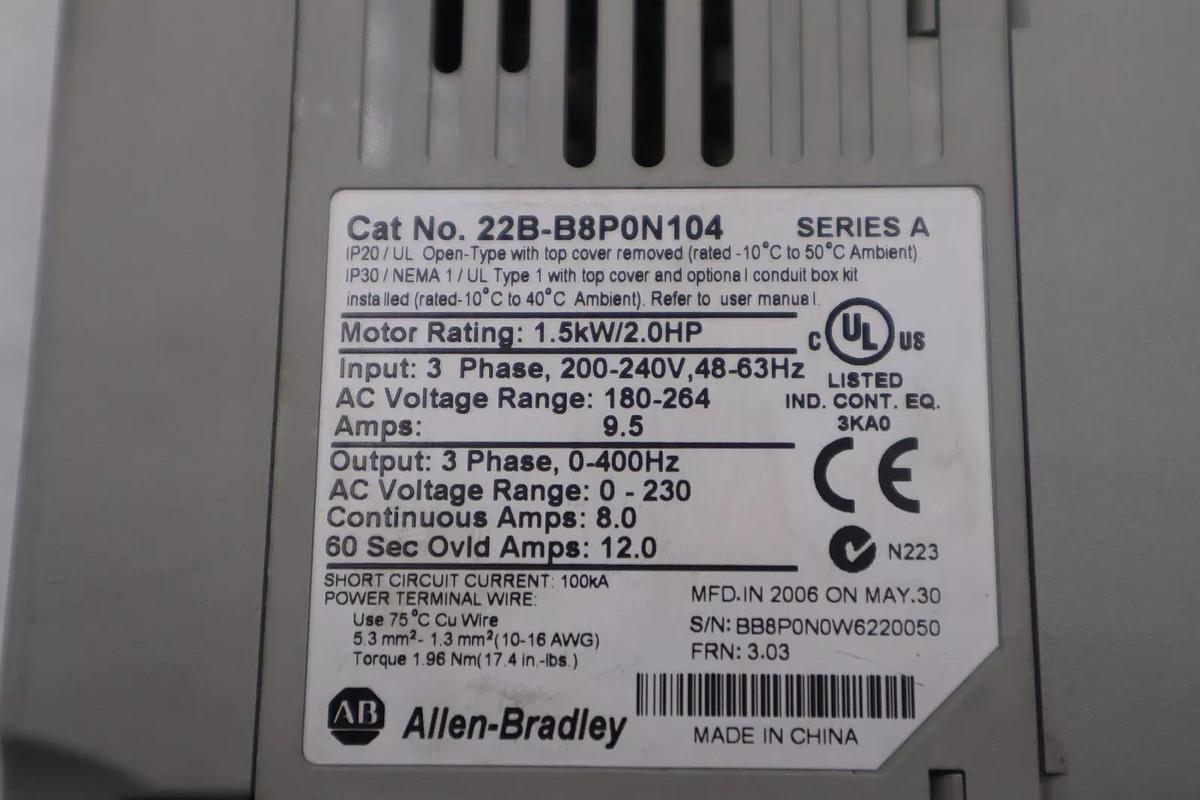 Cat No. 22B-B8P0N104 SERIES A
IP20 / UL Open-Type with top cover removed (rated -10°C to 50°C Ambient).
IP30 / NEMA 1 / UL Type 1 with top cover and optional conduit box kit
installed (rated-10°C to 40°C Ambient). Refer to user manual.
Motor Rating: 1.5kW/2.0HP
C UL US
LISTED
IND. CONT. EQ.
3KA0
Input: 3 Phase, 200-240V,48-63Hz
AC Voltage Range: 180-264
Amps: 9.5
CE
Output: 3 Phase, 0-400Hz
AC Voltage Range: 0 - 230
Continuous Amps: 8.0
60 Sec Ovld Amps: 12.0
N223
SHORT CIRCUIT CURRENT: 100kA
POWER TERMINAL WIRE:
Use 75°C Cu Wire
5.3 mm²- 1.3 mm²(10-16 AWG)
Torque 1.96 Nm(17.4 in.-lbs.)
MFD.IN 2006 ON MAY.30
S/N: BB8P0N0W6220050
FRN: 3.03
AB Allen-Bradley
MADE IN CHINA